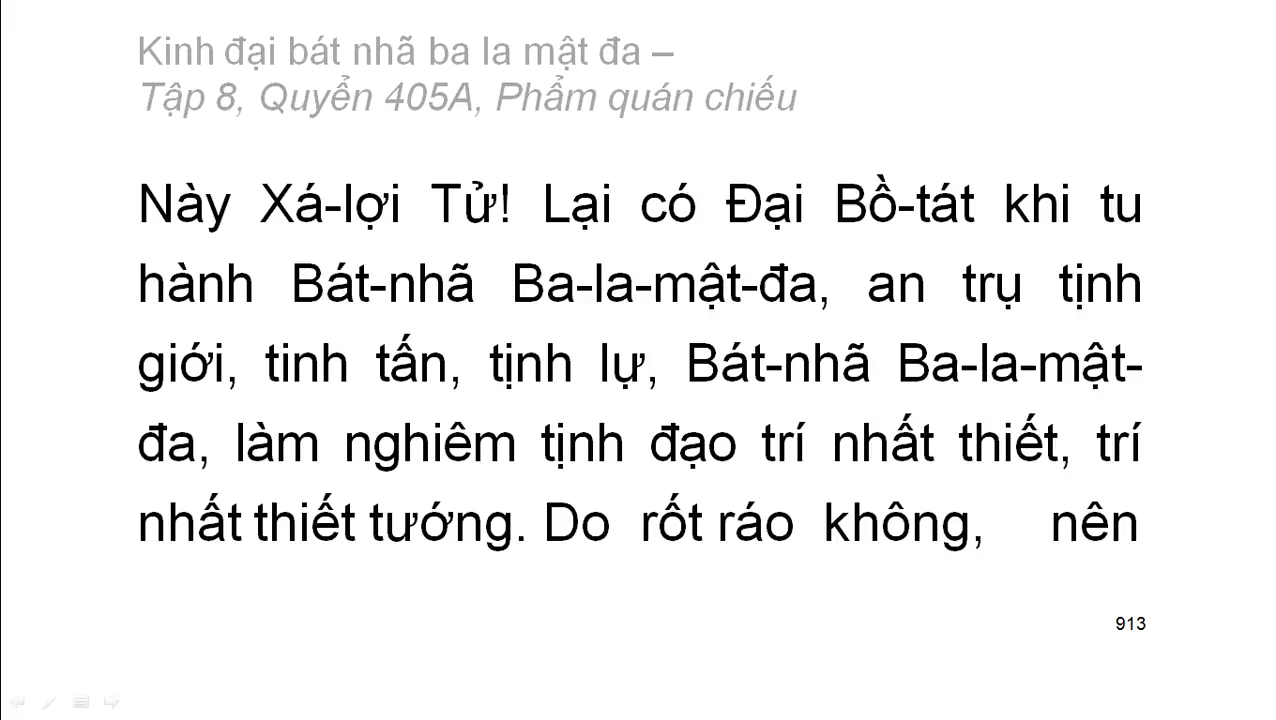 Kinh đại bát nhã ba la mật đa –
Tập 8, Quyển 405A, Phẩm quán chiếu
Này Xá-lợi Tử! Lại có Đại Bồ-tát khi tu
hành Bát-nhã Ba-la-mật-đa, an trụ tịnh
giới, tinh tấn, tịnh lự, Bát-nhã Ba-la-mật-
đa, làm nghiêm tịnh đạo trí nhất thiết, trí
nhất thiết tướng. Do rốt ráo không, nên
913